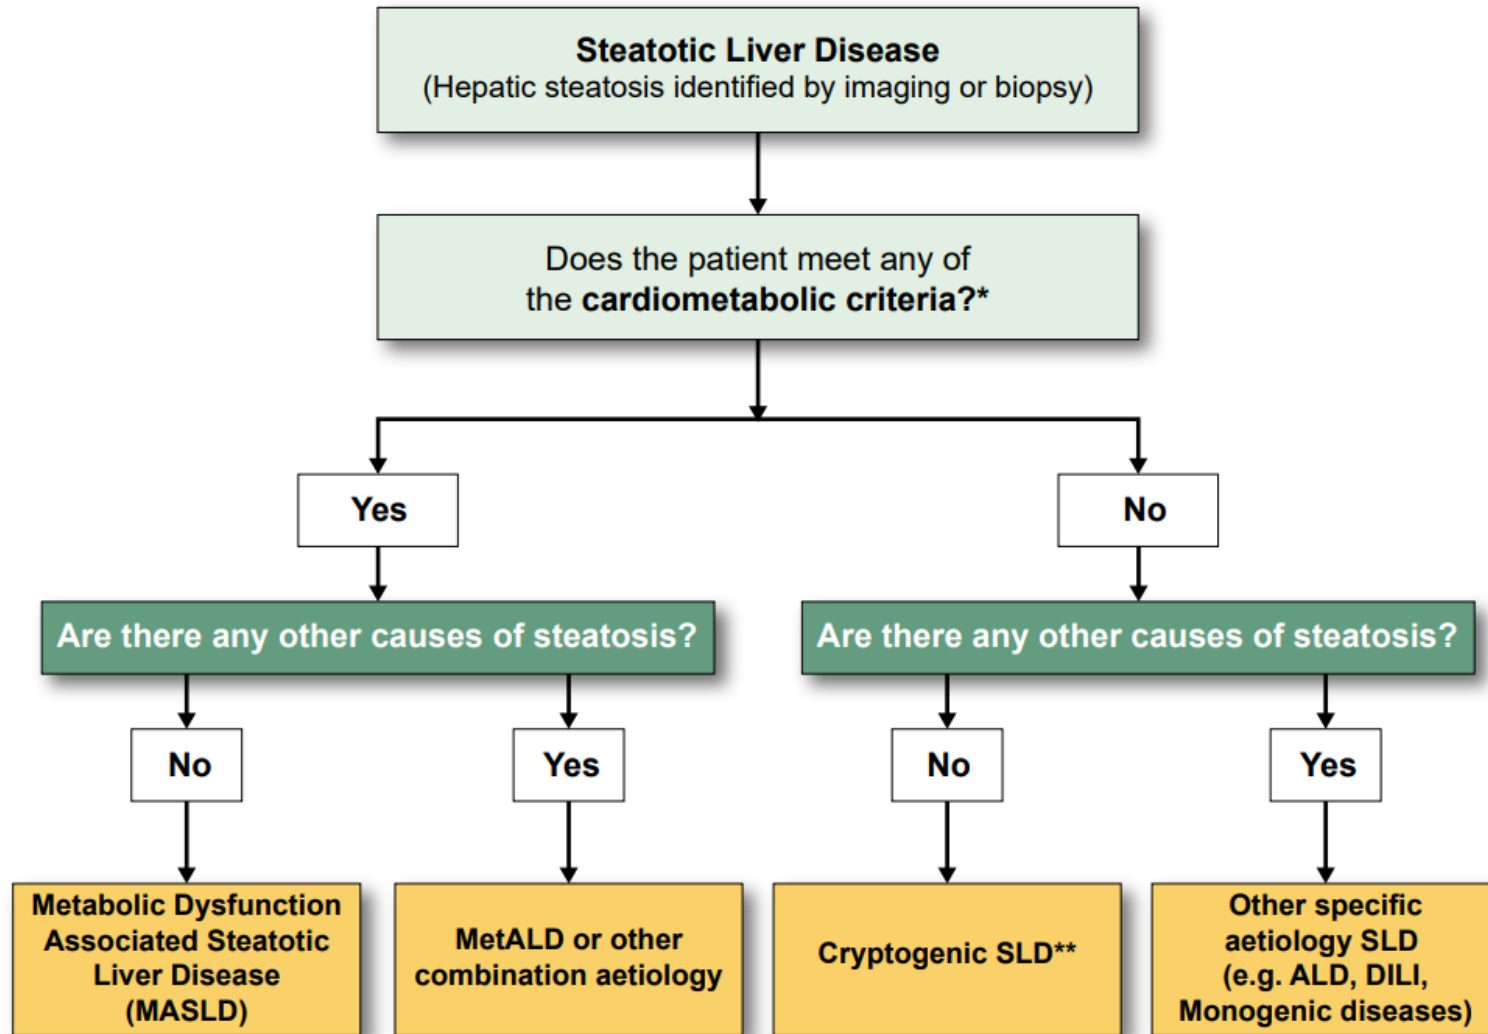 Steatotic Liver Disease
(Hepatic steatosis identified by imaging or biopsy)
Does the patient meet any of
the cardiometabolic criteria?*
Yes
No
Are there any other causes of steatosis?
Are there any other causes of steatosis?
No
Yes
No
Yes
Metabolic Dysfunction
Associated Steatotic
Liver Disease
(MASLD)
MetALD or other
combination aetiology
Cryptogenic SLD**
Other specific
aetiology SLD
(e.g. ALD, DILI,
Monogenic diseases)